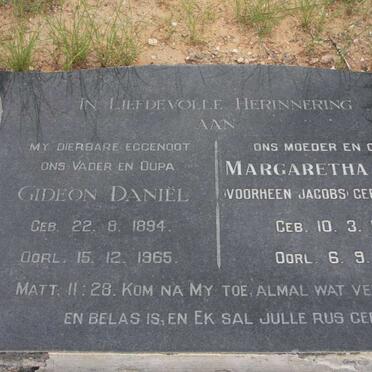 IN LIEFDEVOLLE HERINNERING
AAN
MY DIERBARE EGGENOOT
ONS VADER EN OUPA
GIDEON DANIËL
GEB. 22.8.1894.
OORL. 15.12.1965.
ONS MOEDER EN
MARGARETHA
(VOORHEEN JACOBS)
GEB. 10.3.
OORL. 6.9.
MATT. 11:28. KOM NA MY TOE, ALMAL WAT
EN BELAS IS, EN EK SAL JULLE RUS